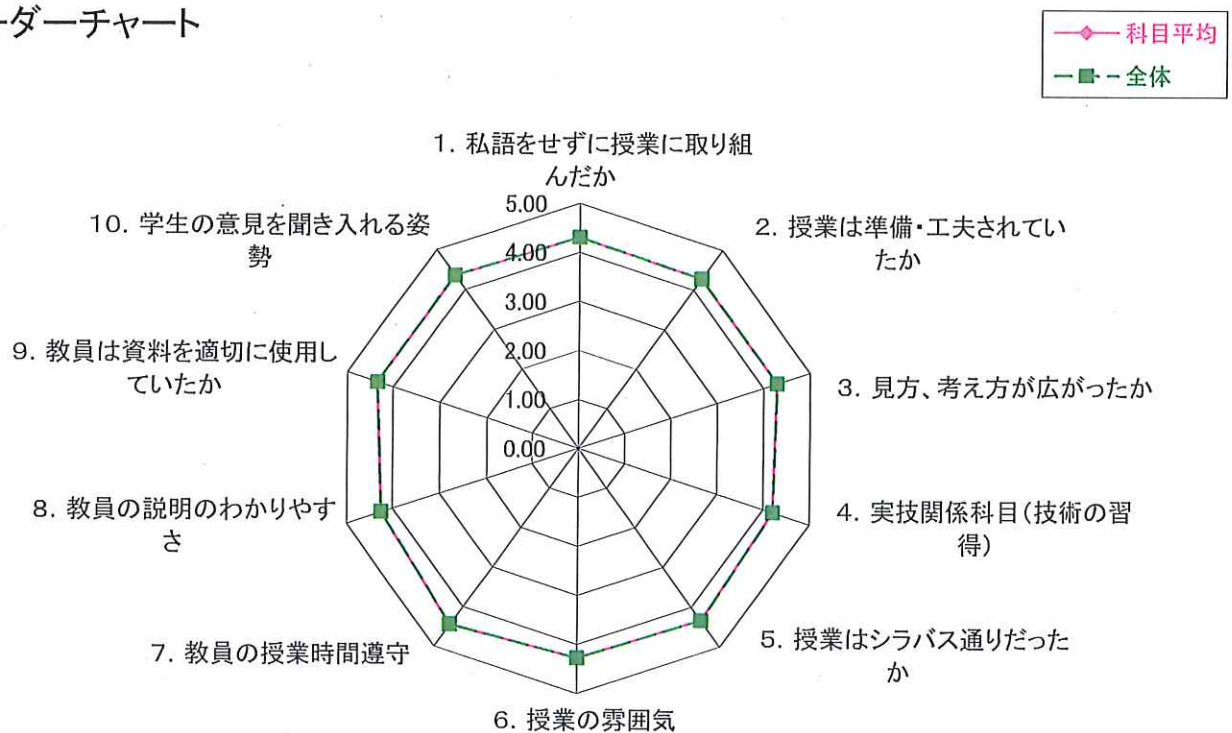 ーダーチャート
科目平均
全体
1. 私語をせずに授業に取り組
んだか
2. 授業は準備・工夫されてい
たか
3. 見方、考え方が広がったか
4. 実技関係科目(技術の習
得)
5. 授業はシラバス通りだった
か
6. 授業の雰囲気
7. 教員の授業時間遵守
8. 教員の説明のわかりやす
さ
9. 教員は資料を適切に使用し
ていたか
10. 学生の意見を聞き入れる姿
勢
5.00
4.00
3.00
2.00
1.00
0.00